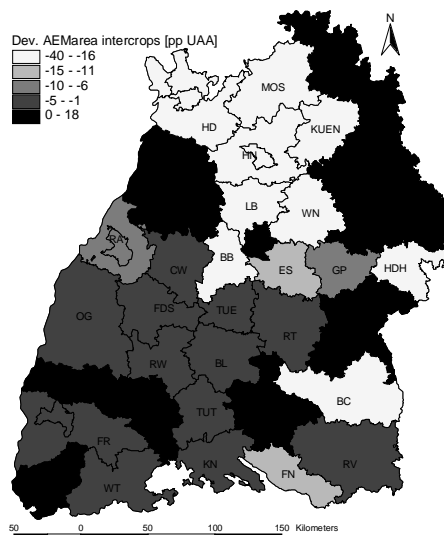 N
Dev. AEMarea intercrops [pp UAA]
-40 - -16
-15 - -11
-10 - -6
-5 - -1
0 - 18
MOS
HD
KUEN
HN
LB
WN
RA
CW
BB
ES
GP
HDH
OG
FDS
TUE
RT
RW
BL
BC
TUT
FR
KN
FN
RV
WT
50 0 50 100 150 Kilometers